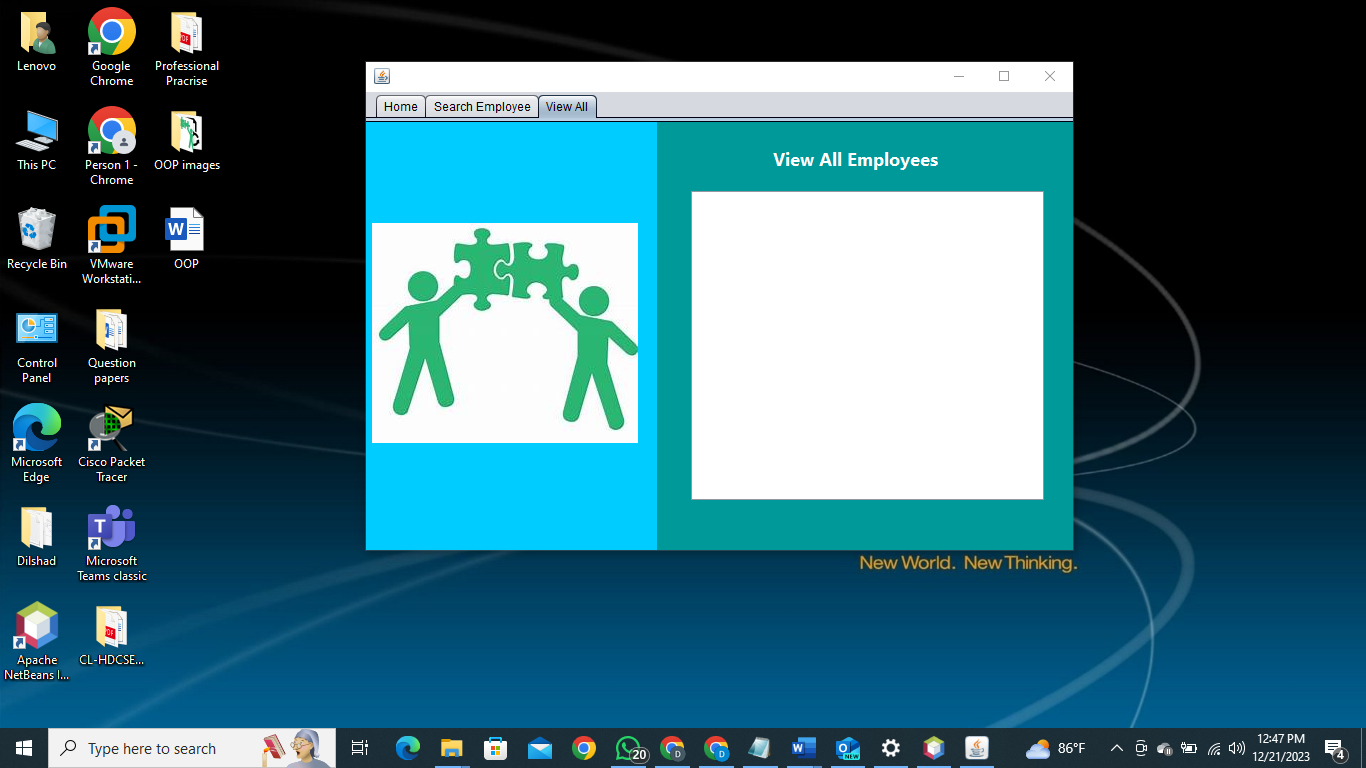 Lenovo
Google
Chrome
Professional
Pracrise
This PC
Person 1 -
Chrome
OOP images
Recycle Bin
VMware
Workstati...
OOP
Control
Panel
Question
papers
Microsoft
Edge
Cisco Packet
Tracer
Dilshad
Microsoft
Teams classic
Apache
NetBeans I...
CL-HDCSE...
Home
Search Employee
View All
View All Employees
New World. New Thinking.
Type here to search
20
D
D
NEW
86°F
12:47 PM
12/21/2023
4